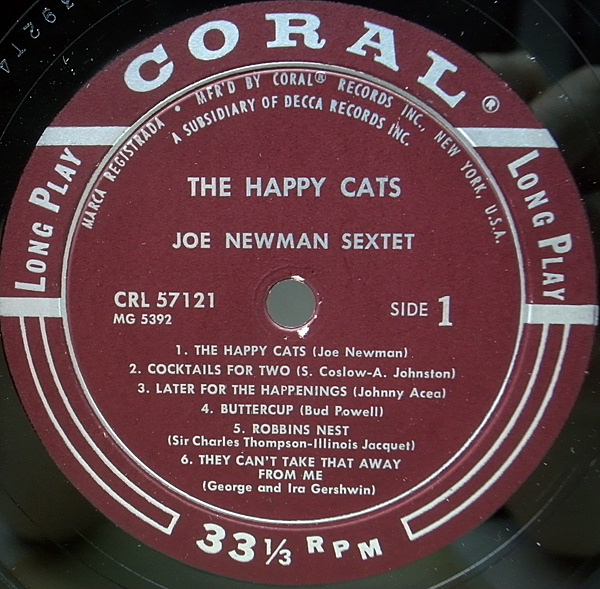 CORAL®
MARCA REGISTRADA • MFR'D BY CORAL® RECORDS INC., NEW YORK, U.S.A.
A SUBSIDIARY OF DECCA RECORDS INC.
LONG PLAY
LONG PLAY
THE HAPPY CATS
JOE NEWMAN SEXTET
CRL 57121
MG 5392
SIDE 1
1. THE HAPPY CATS (Joe Newman)
2. COCKTAILS FOR TWO (S. Coslow-A. Johnston)
3. LATER FOR THE HAPPENINGS (Johnny Acea)
4. BUTTERCUP (Bud Powell)
5. ROBBINS NEST
(Sir Charles Thompson-Illinois Jacquet)
6. THEY CAN'T TAKE THAT AWAY
FROM ME
(George and Ira Gershwin)
33⅓ RPM